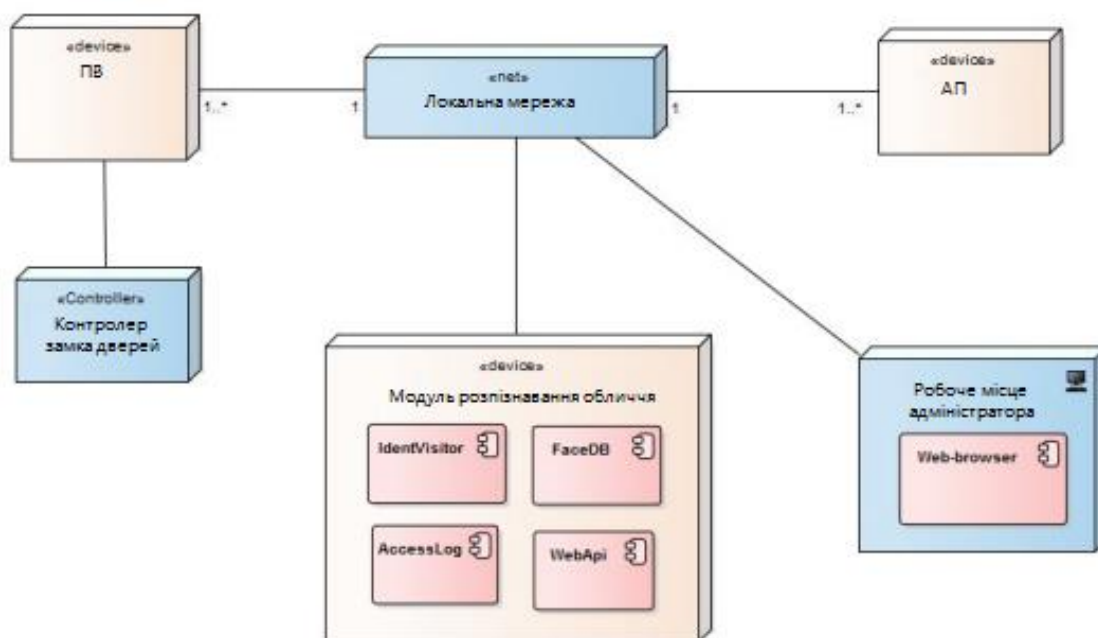 «device»
ПВ
1..*
1
«net»
Локальна мережа
1
1..*
«device»
АП
«Controller»
Контролер
замка дверей
«device»
Модуль розпізнавання обличчя
IdentVisitor
FaceDB
AccessLog
WebApi
Робоче місце
адміністратора
Web-browser